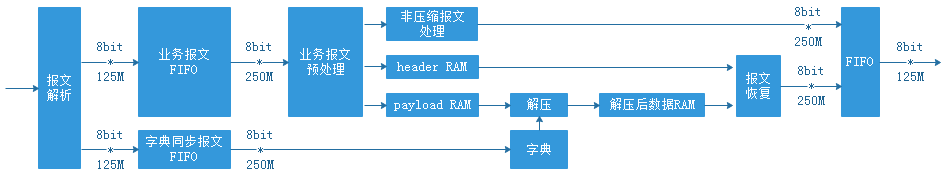 报文
解析
8bit
*
125M
业务报文
FIFO
8bit
*
250M
业务报文
预处理
非压缩报文
处理
header RAM
payload RAM
解压
解压后数据RAM
报文
恢复
8bit
*
250M
8bit
*
250M
FIFO
8bit
*
125M
8bit
*
125M
字典同步报文
FIFO
8bit
*
250M
字典